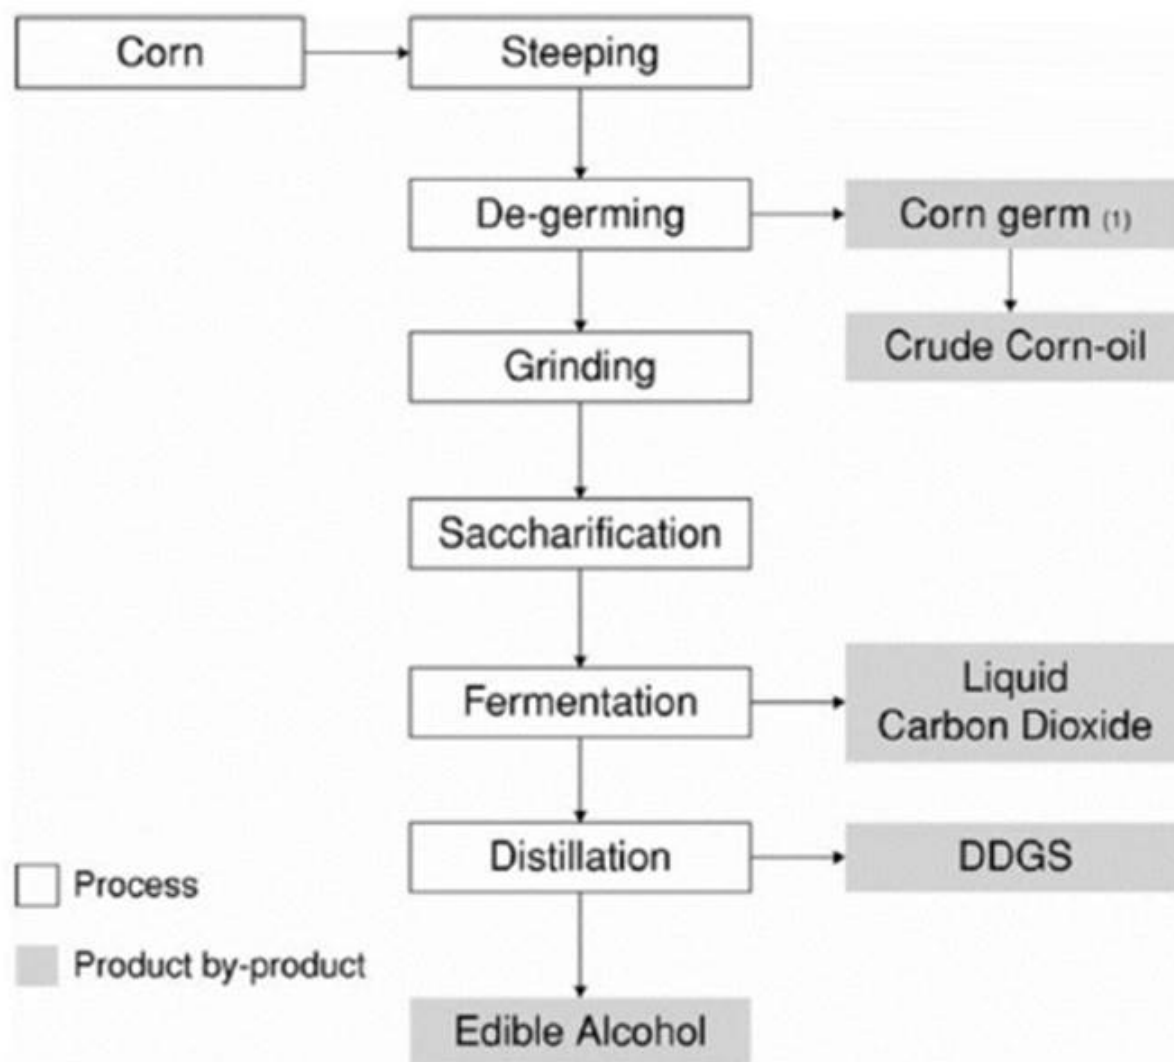 Corn
Steeping
De-germing
Corn germ (1)
Crude Corn-oil
Grinding
Saccharification
Fermentation
Liquid
Carbon Dioxide
Distillation
DDGS
Process
Product by-product
Edible Alcohol